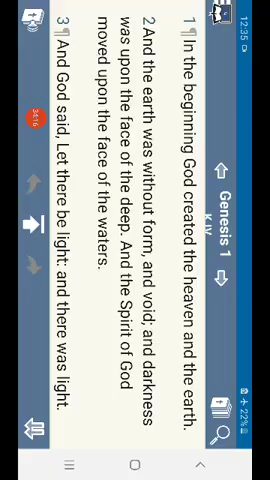 12:35
22%
Genesis 1
KJV
1 ¶ In the beginning God created the heaven and the earth.
2 And the earth was without form, and void; and darkness
was upon the face of the deep. And the Spirit of God
moved upon the face of the waters.
3 ¶ And God said, Let there be light: and there was light.
34:16